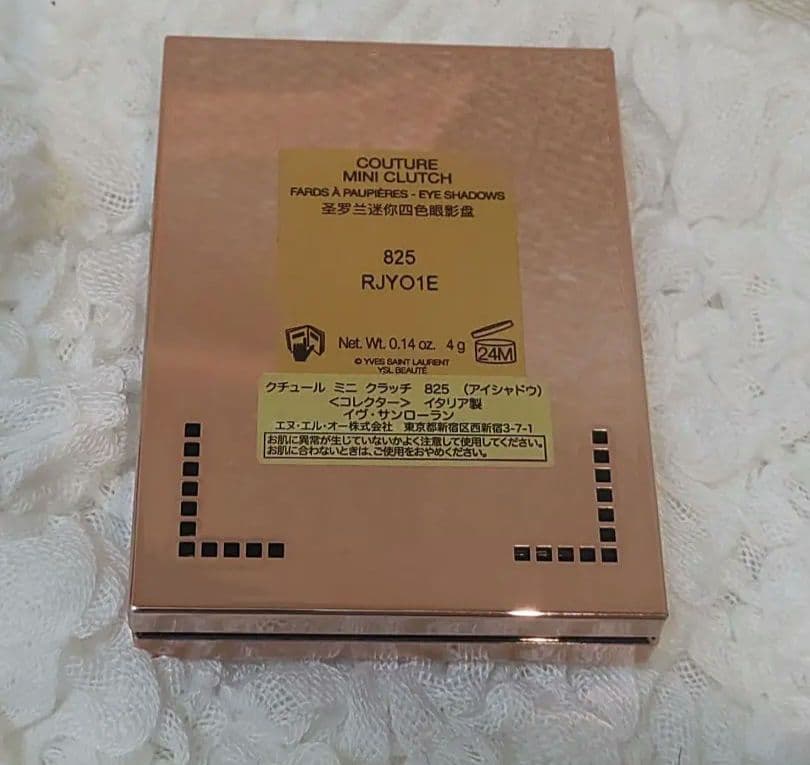 COUTURE
MINI CLUTCH
FARDS À PAUPIÈRES - EYE SHADOWS
圣罗兰迷你四色眼影盘
825
RJYO1E
Net. Wt. 0.14 oz. 4 g
24M
© YVES SAINT LAURENT
YSL BEAUTÉ
クチュール ミニ クラッチ 825 (アイシャドウ)
<コレクター> イタリア製
イヴ・サンローラン
エヌ・エル・オー株式会社 東京都新宿区西新宿3-7-1
お肌に異常が生じていないかよく注意して使用してください。
お肌に合わないときは、ご使用をおやめください。